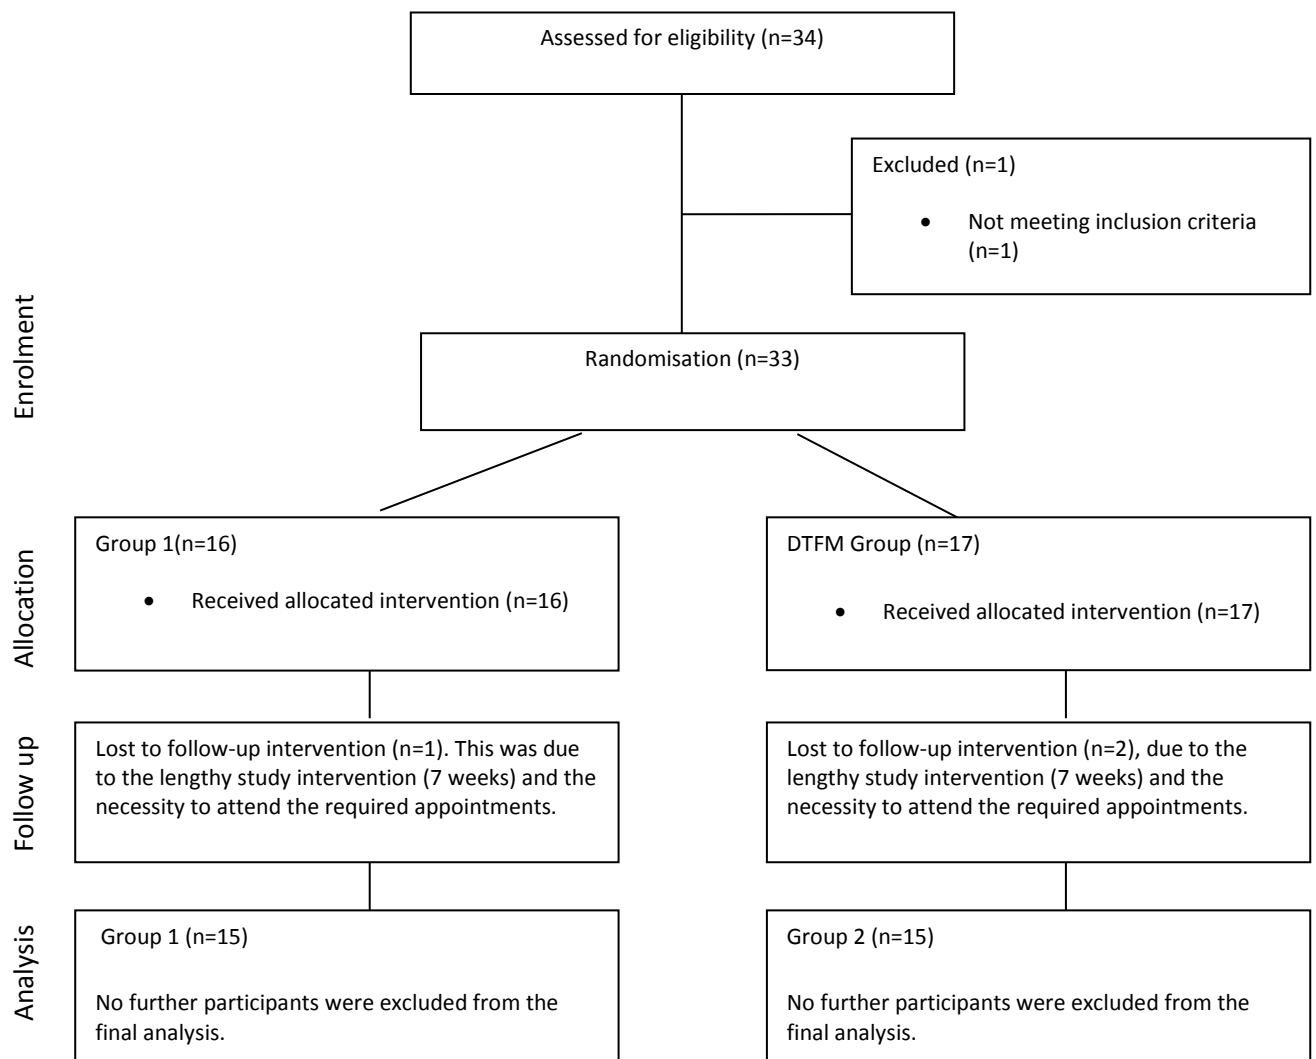 Assessed for eligibility (n=34)
Excluded (n=1)
● Not meeting inclusion criteria
(n=1)
Enrolment
Randomisation (n=33)
Allocation
Group 1(n=16)
● Received allocated intervention (n=16)
DTFM Group (n=17)
● Received allocated intervention (n=17)
Follow up
Lost to follow-up intervention (n=1). This was due
to the lengthy study intervention (7 weeks) and the
necessity to attend the required appointments.
Lost to follow-up intervention (n=2), due to the
lengthy study intervention (7 weeks) and the
necessity to attend the required appointments.
Analysis
Group 1 (n=15)
No further participants were excluded from the
final analysis.
Group 2 (n=15)
No further participants were excluded from the
final analysis.